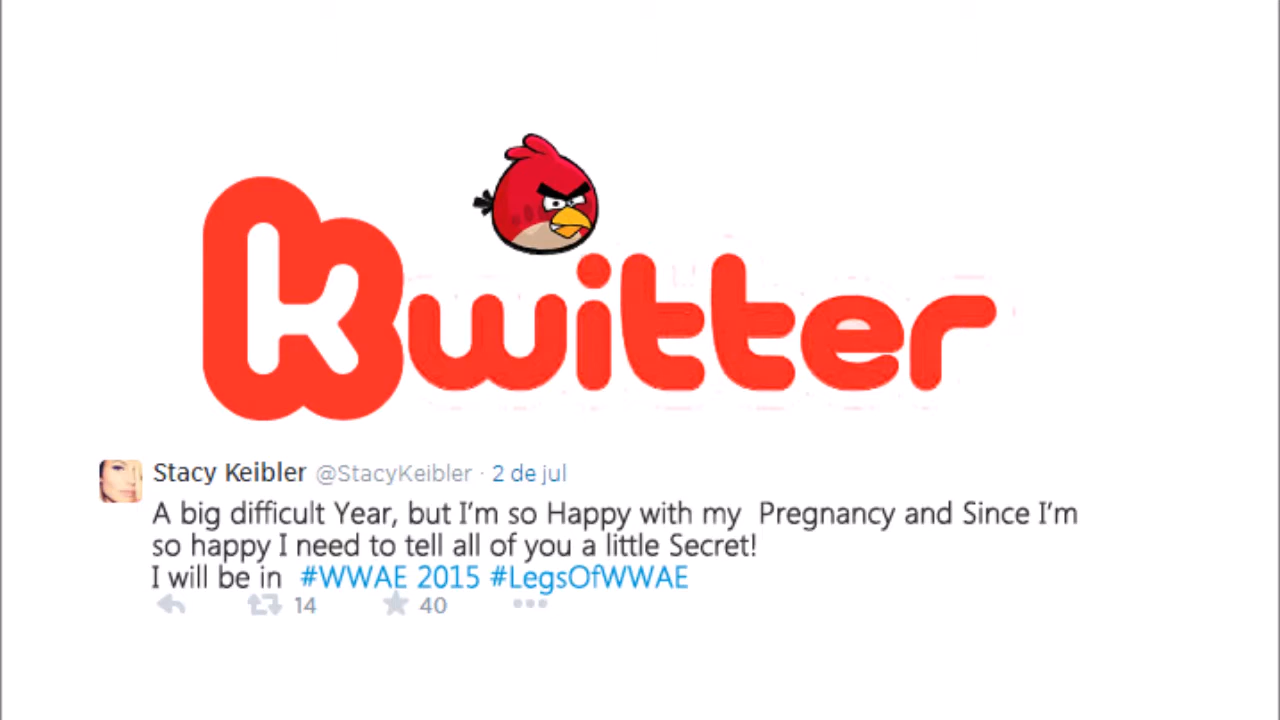 Kwitter
Stacy Keibler @StacyKeibler · 2 de jul
A big difficult Year, but I'm so Happy with my Pregnancy and Since I'm
so happy I need to tell all of you a little Secret!
I will be in #WWAE 2015 #LegsOfWWAE
14 40